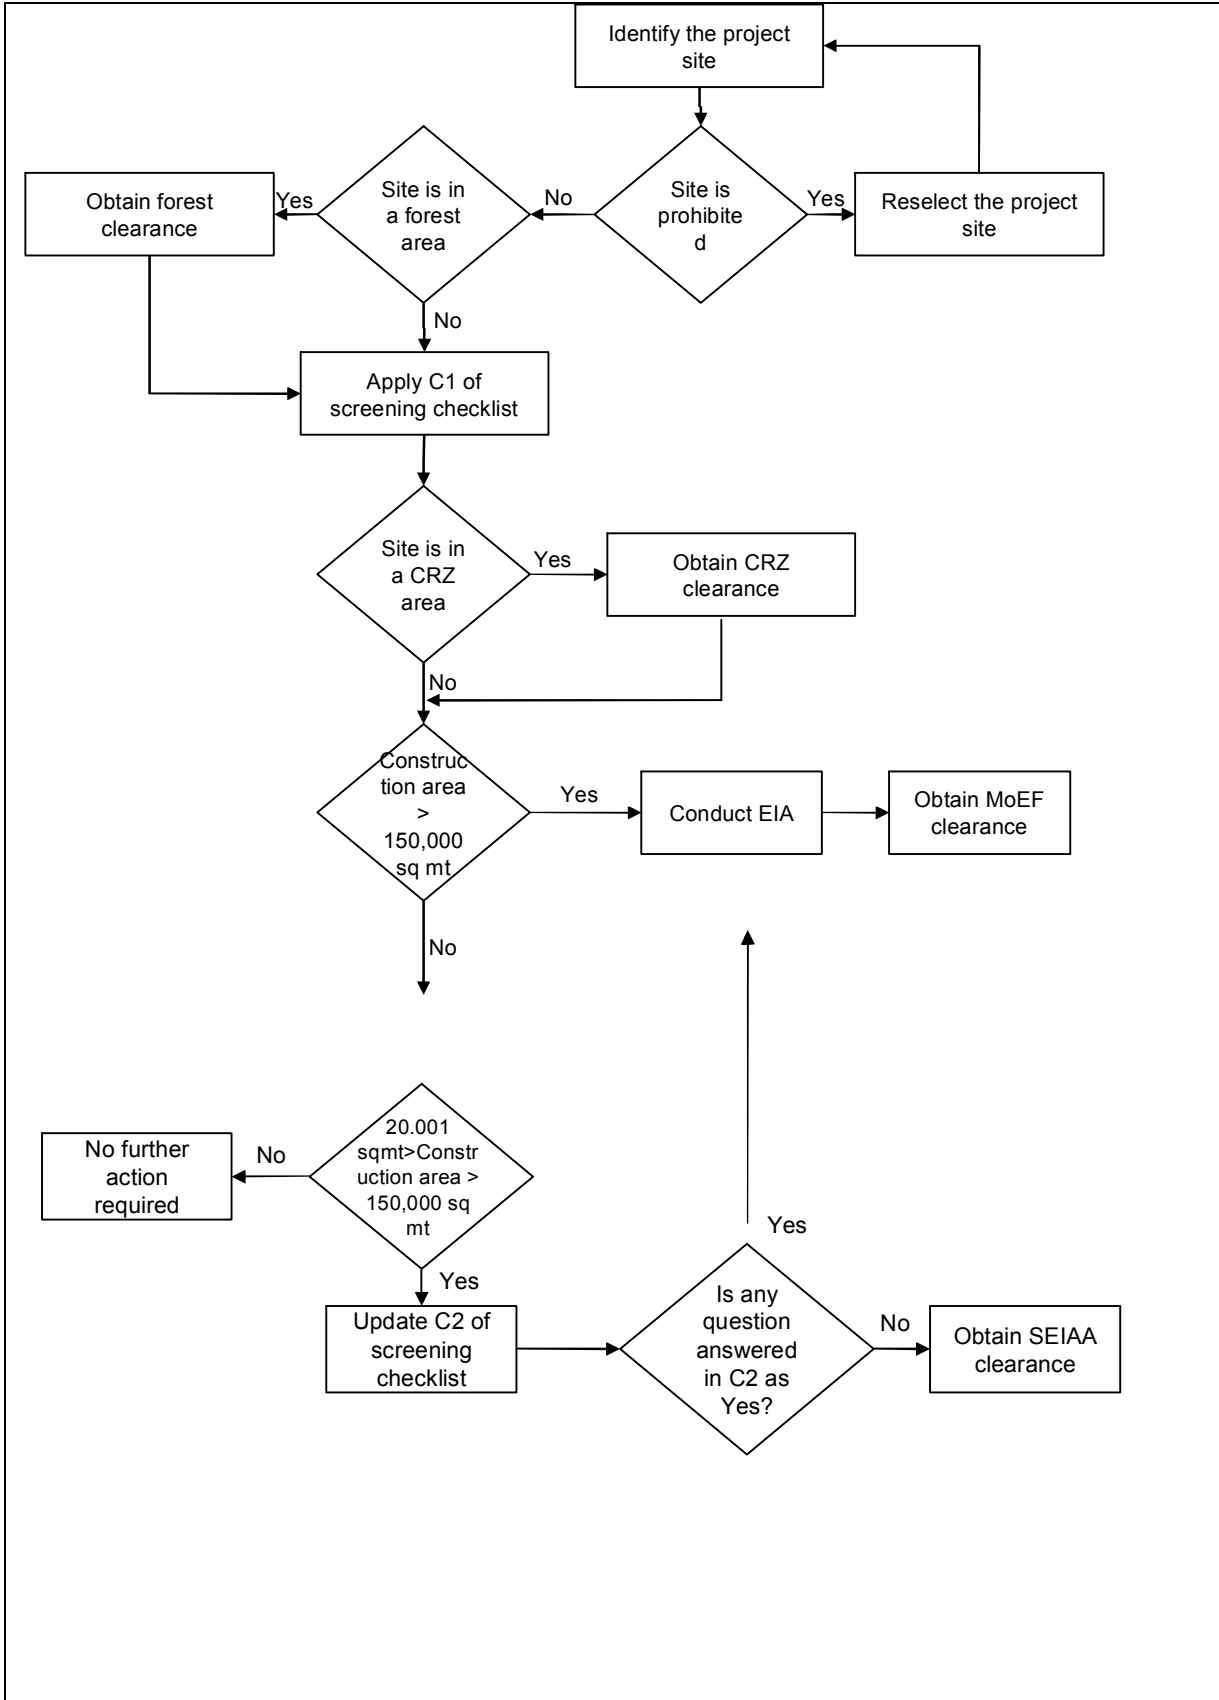 Identify the project
site
Obtain forest
clearance
Yes
Site is in
a forest
area
No
Site is
prohibite
d
Yes
Reselect the project
site
No
Apply C1 of
screening checklist
Site is in
a CRZ
area
Yes
Obtain CRZ
clearance
No
Construc
tion area
>
150,000
sq mt
Yes
Conduct EIA
Obtain MoEF
clearance
No
No further
action
required
No
20.001
sqmt>Constr
uction area >
150,000 sq
mt
Yes
Yes
Update C2 of
screening
checklist
Is any
question
answered
in C2 as
Yes?
No
Obtain SEIAA
clearance